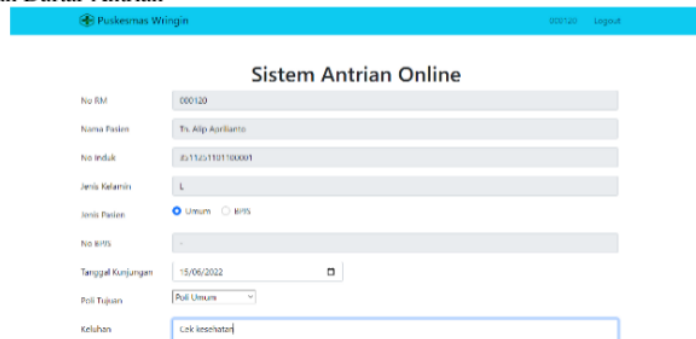 Puskesmas Wringin 000120 Logout
Sistem Antrian Online
No RM 000120
Nama Pasien Tn. Alip Aprilianto
No Induk
Jenis Kelamin L
Jenis Pasien Umum BPJS
No BPJS -
Tanggal Kunjungan 15/06/2022
Poli Tujuan Poli Umum
Keluhan Cek kesehatan